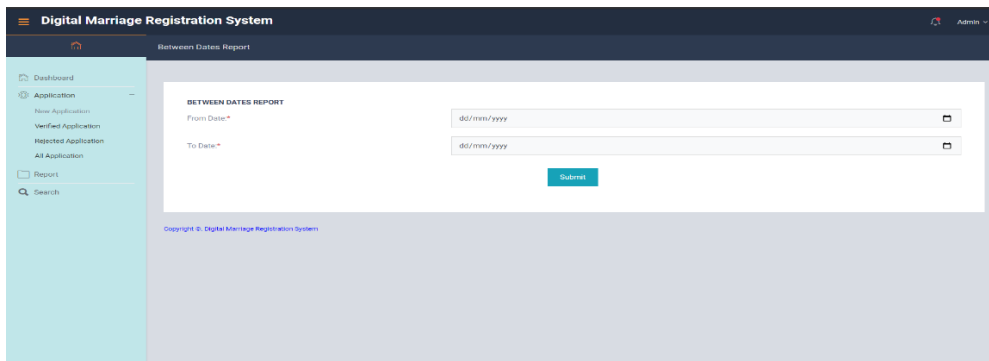 Digital Marriage Registration System
Admin
Between Dates Report
Dashboard
Application
New Application
Verified Application
Rejected Application
All Application
Report
Search
BETWEEN DATES REPORT
From Date:*
dd/mm/yyyy
To Date:*
dd/mm/yyyy
Submit
Copyright ©. Digital Marriage Registration System